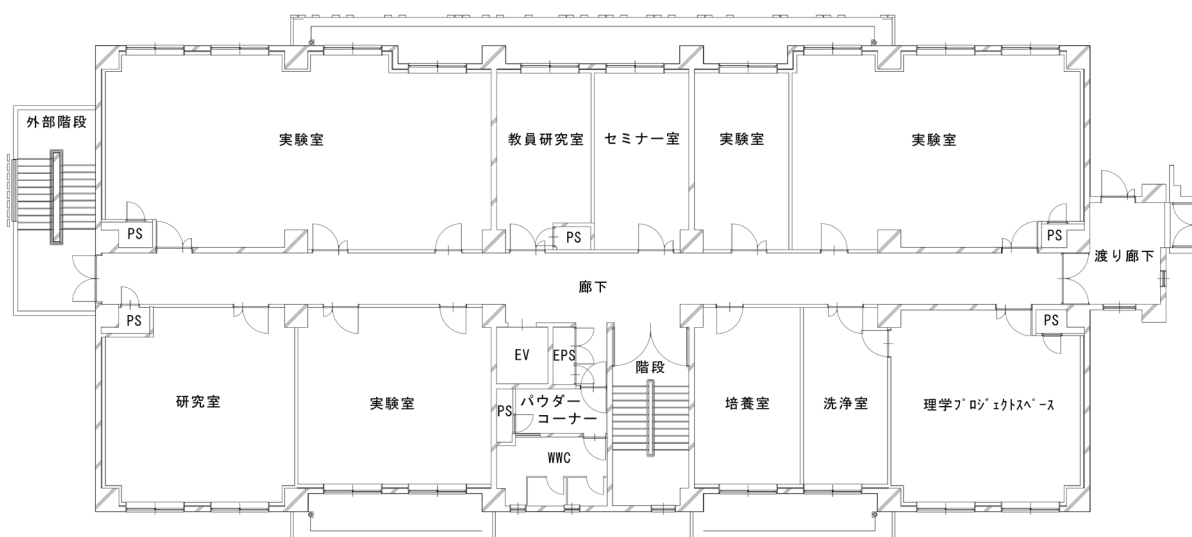 外部階段
実験室
教員研究室
セミナー室
実験室
実験室
PS
PS
PS
渡り廊下
廊下
PS
PS
EV
EPS
階段
研究室
実験室
PS
パウダー
コーナー
培養室
洗浄室
理学プロジェクトスペース
WWC